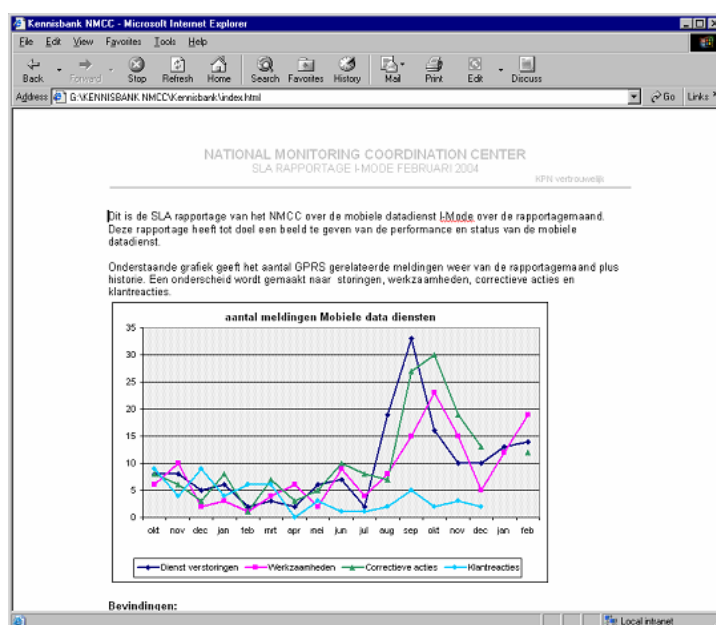 Kennisbank NMCC - Microsoft Internet Explorer
File Edit View Favorites Tools Help
Back Forward Stop Refresh Home Search Favorites History Mail Print Edit Discuss
Address G:\KENNISBANK NMCC\Kennisbank\index.html Go Links
NATIONAL MONITORING COORDINATION CENTER
SLA RAPPORTAGE I-MODE FEBRUARI 2004
KPN vertrouwelijk
Dit is de SLA rapportage van het NMCC over de mobiele datadienst I-Mode over de rapportagemaand.
Deze rapportage heeft tot doel een beeld te geven van de performance en status van de mobiele
datadienst.
Onderstaande grafiek geeft het aantal GPRS gerelateerde meldingen weer van de rapportagemaand plus
historie. Een onderscheid wordt gemaakt naar storingen, werkzaamheden, correctieve acties en
klantreacties.
aantal meldingen Mobiele data diensten
35
30
25
20
15
10
5
0
okt nov dec jan feb mrt apr mei jun jul aug sep okt nov dec jan feb
Dienst verstoringen Werkzaamheden Correctieve acties Klantreacties
Bevindingen:
Local intranet